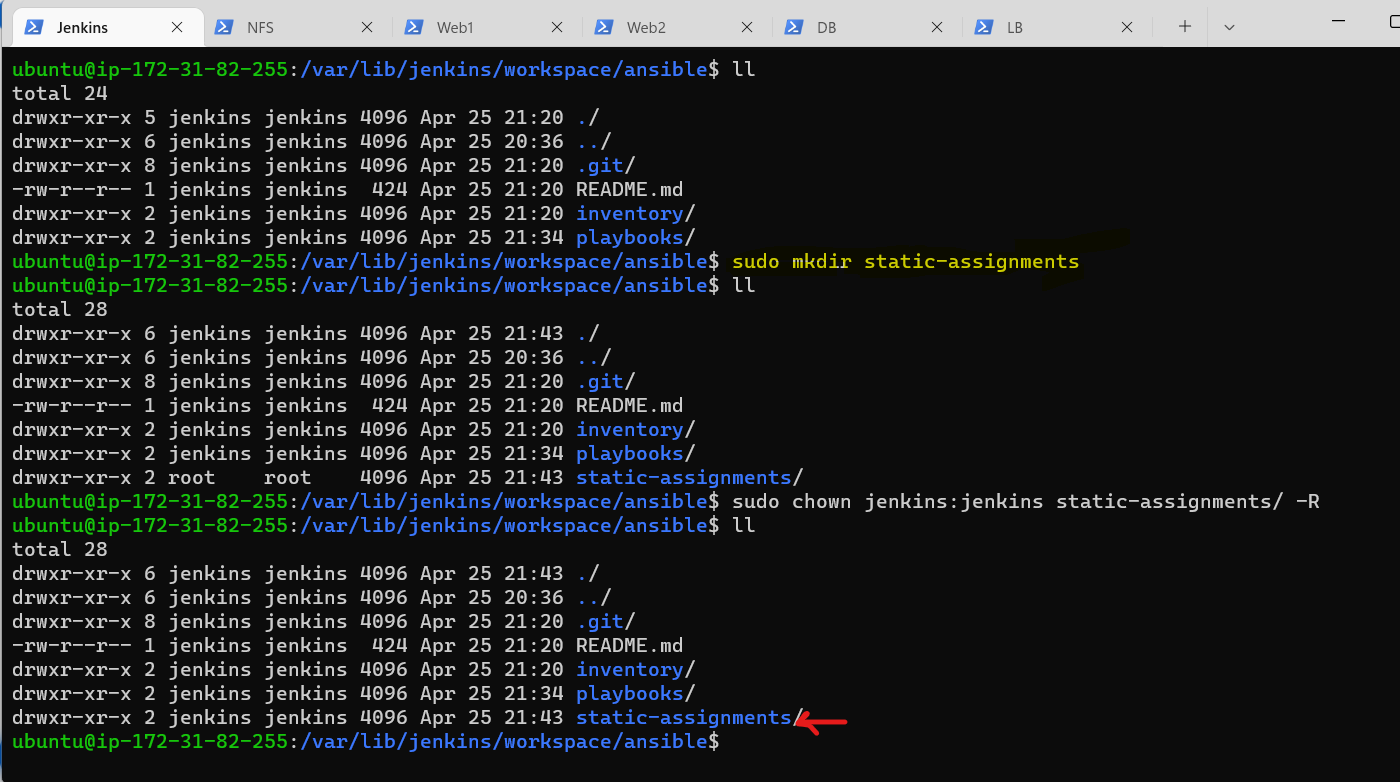 Jenkins NFS Web1 Web2 DB LB
ubuntu@ip-172-31-82-255:/var/lib/jenkins/workspace/ansible$ ll
total 24
drwxr-xr-x 5 jenkins jenkins 4096 Apr 25 21:20 ./
drwxr-xr-x 6 jenkins jenkins 4096 Apr 25 20:36 ../
drwxr-xr-x 8 jenkins jenkins 4096 Apr 25 21:20 .git/
-rw-r--r-- 1 jenkins jenkins  424 Apr 25 21:20 README.md
drwxr-xr-x 2 jenkins jenkins 4096 Apr 25 21:20 inventory/
drwxr-xr-x 2 jenkins jenkins 4096 Apr 25 21:34 playbooks/
ubuntu@ip-172-31-82-255:/var/lib/jenkins/workspace/ansible$ sudo mkdir static-assignments
ubuntu@ip-172-31-82-255:/var/lib/jenkins/workspace/ansible$ ll
total 28
drwxr-xr-x 6 jenkins jenkins 4096 Apr 25 21:43 ./
drwxr-xr-x 6 jenkins jenkins 4096 Apr 25 20:36 ../
drwxr-xr-x 8 jenkins jenkins 4096 Apr 25 21:20 .git/
-rw-r--r-- 1 jenkins jenkins  424 Apr 25 21:20 README.md
drwxr-xr-x 2 jenkins jenkins 4096 Apr 25 21:20 inventory/
drwxr-xr-x 2 jenkins jenkins 4096 Apr 25 21:34 playbooks/
drwxr-xr-x 2 root    root    4096 Apr 25 21:43 static-assignments/
ubuntu@ip-172-31-82-255:/var/lib/jenkins/workspace/ansible$ sudo chown jenkins:jenkins static-assignments/ -R
ubuntu@ip-172-31-82-255:/var/lib/jenkins/workspace/ansible$ ll
total 28
drwxr-xr-x 6 jenkins jenkins 4096 Apr 25 21:43 ./
drwxr-xr-x 6 jenkins jenkins 4096 Apr 25 20:36 ../
drwxr-xr-x 8 jenkins jenkins 4096 Apr 25 21:20 .git/
-rw-r--r-- 1 jenkins jenkins  424 Apr 25 21:20 README.md
drwxr-xr-x 2 jenkins jenkins 4096 Apr 25 21:20 inventory/
drwxr-xr-x 2 jenkins jenkins 4096 Apr 25 21:34 playbooks/
drwxr-xr-x 2 jenkins jenkins 4096 Apr 25 21:43 static-assignments/
ubuntu@ip-172-31-82-255:/var/lib/jenkins/workspace/ansible$